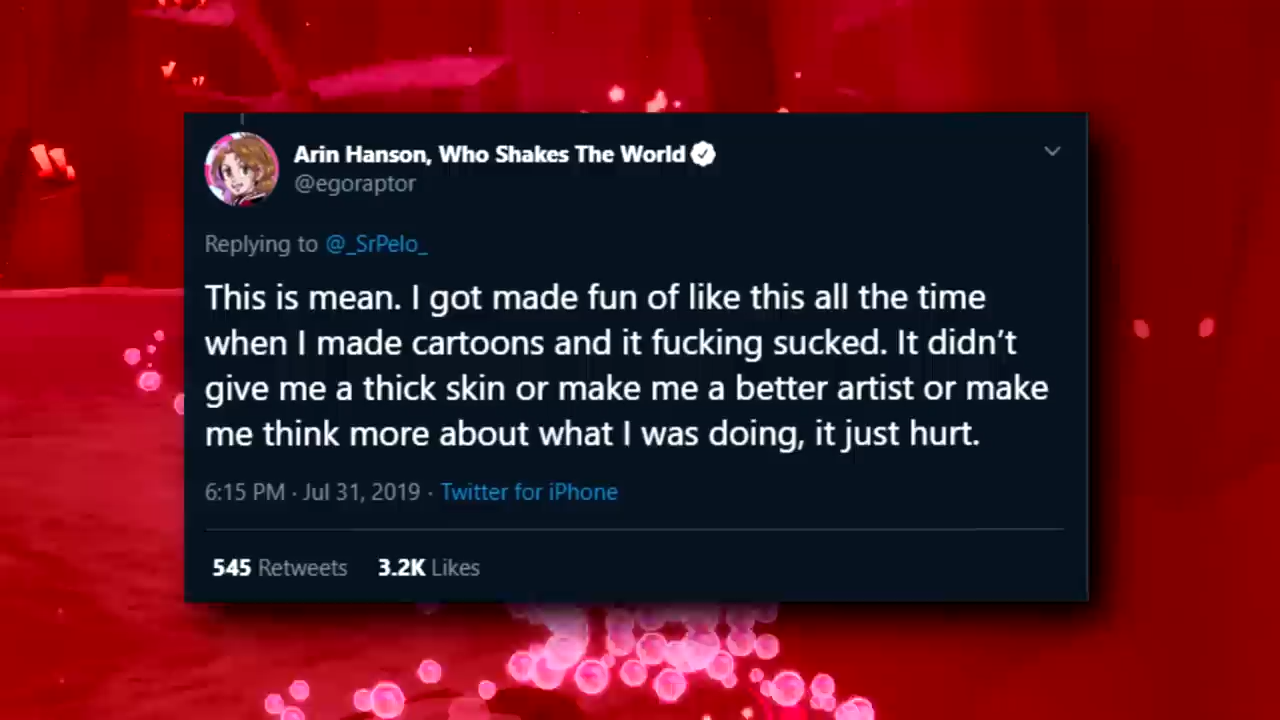 Arin Hanson, Who Shakes The World
@egoraptor
Replying to @_SrPelo_
This is mean. I got made fun of like this all the time
when I made cartoons and it fucking sucked. It didn’t
give me a thick skin or make me a better artist or make
me think more about what I was doing, it just hurt.
6:15 PM · Jul 31, 2019 · Twitter for iPhone
545 Retweets 3.2K Likes